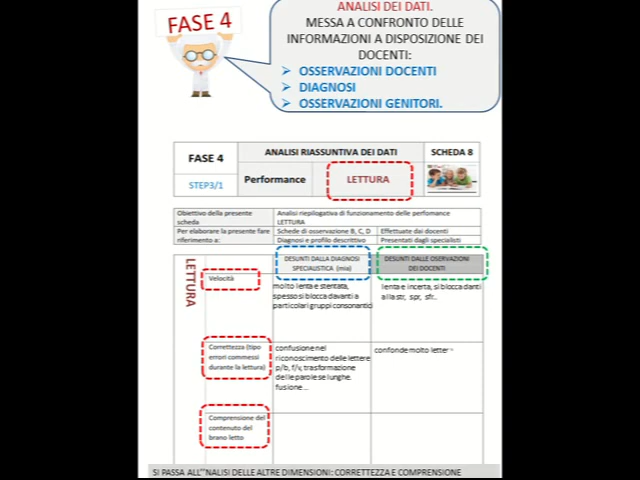 FASE 4
ANALISI DEI DATI.
MESSA A CONFRONTO DELLE
INFORMAZIONI A DISPOSIZIONE DEI
DOCENTI:
OSSERVAZIONI DOCENTI
DIAGNOSI
OSSERVAZIONI GENITORI.
FASE 4
ANALISI RIASSUNTIVA DEI DATI
SCHEDA 8
STEP3/1
Performance
LETTURA
Obiettivo della presente
scheda
Analisi riepilogativa di funzionamento delle perfomance
LETTURA
Per elaborare la presente fare
riferimento a:
Schede di osservazione B, C, D
Effettuate dai docenti
Diagnosi e profilo descrittivo
Presentati dagli specialisti
LETTURA
DESUNTI DALLA DIAGNOSI
SPECIALISTICA (mia)
DESUNTI DALLE OSERVAZIONI
DEI DOCENTI
Velocità
molto lenta e stentata,
spesso si blocca davanti a
particolari gruppi consonantici
lenta e incerta, si blocca danti
alla str, spr, sfr..
Correttezza (tipo
errori commessi
durante la lettura)
confusione nel
riconoscimento delle lettere
p/b, f/v, trasformazione
delle parole se lunghe.
fusione...
confonde molto letter
Comprensione del
contenuto del
brano letto
SI PASSA ALL'"NALISI DELLE ALTRE DIMENSIONI: CORRETTEZZA E COMPRENSIONE